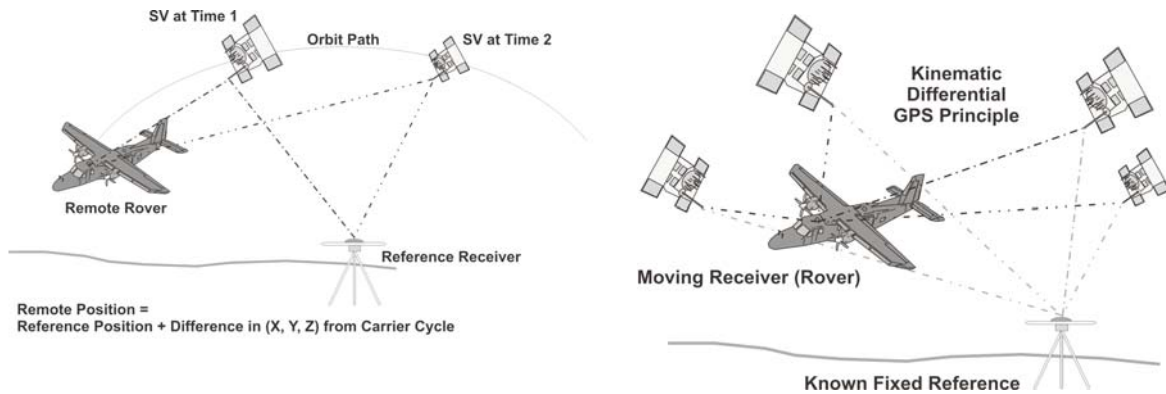 SV at Time 1
Orbit Path
SV at Time 2
Remote Rover
Reference Receiver
Remote Position =
Reference Position + Difference in (X, Y, Z) from Carrier Cycle
Kinematic
Differential
GPS Principle
Moving Receiver (Rover)
Known Fixed Reference